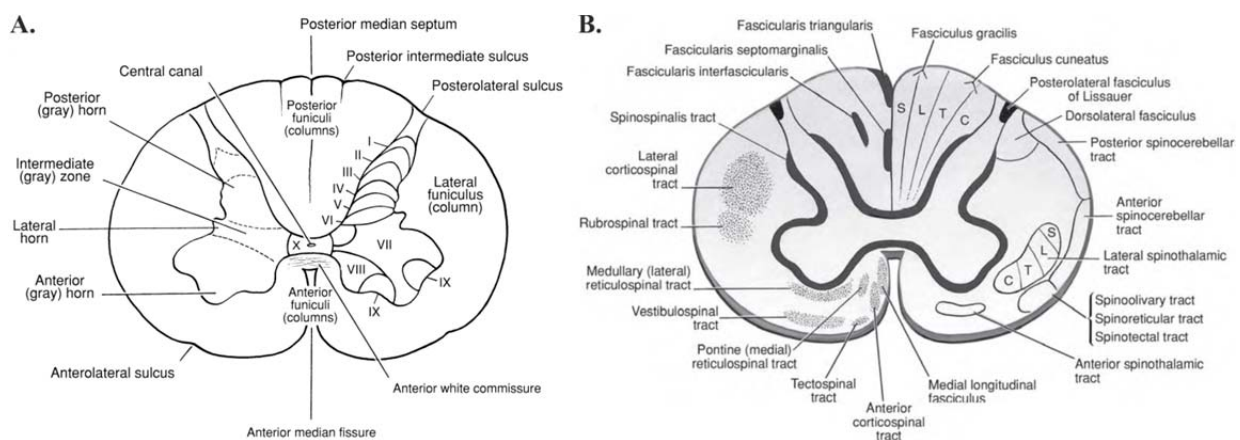 A.
Posterior median septum
Central canal
Posterior intermediate sulcus
Posterolateral sulcus
Posterior
(gray) horn
Posterior
funiculi
(columns)
Intermediate
(gray) zone
Lateral
horn
Anterior
(gray) horn
I
II
III
IV
V
VI
Lateral
funiculus
(column)
X
VII
VIII
IX
IX
Anterior
funiculi
(columns)
Anterolateral sulcus
Anterior white commissure
Anterior median fissure
B.
Fascicularis triangularis
Fascicularis septomarginalis
Fascicularis interfascicularis
Spinospinalis tract
Lateral
corticospinal
tract
Rubrospinal tract
Medullary (lateral)
reticulospinal tract
Vestibulospinal
tract
Pontine (medial)
reticulospinal tract
Tectospinal
tract
Anterior
corticospinal
tract
Medial longitudinal
fasciculus
Fasciculus gracilis
Fasciculus cuneatus
Posterolateral fasciculus
of Lissauer
Dorsolateral fasciculus
Posterior spinocerebellar
tract
S L T C
Anterior
spinocerebellar
tract
S
L
T
C
Lateral spinothalamic
tract
Spinoolivary tract
Spinoreticular tract
Spinotectal tract
Anterior spinothalamic
tract